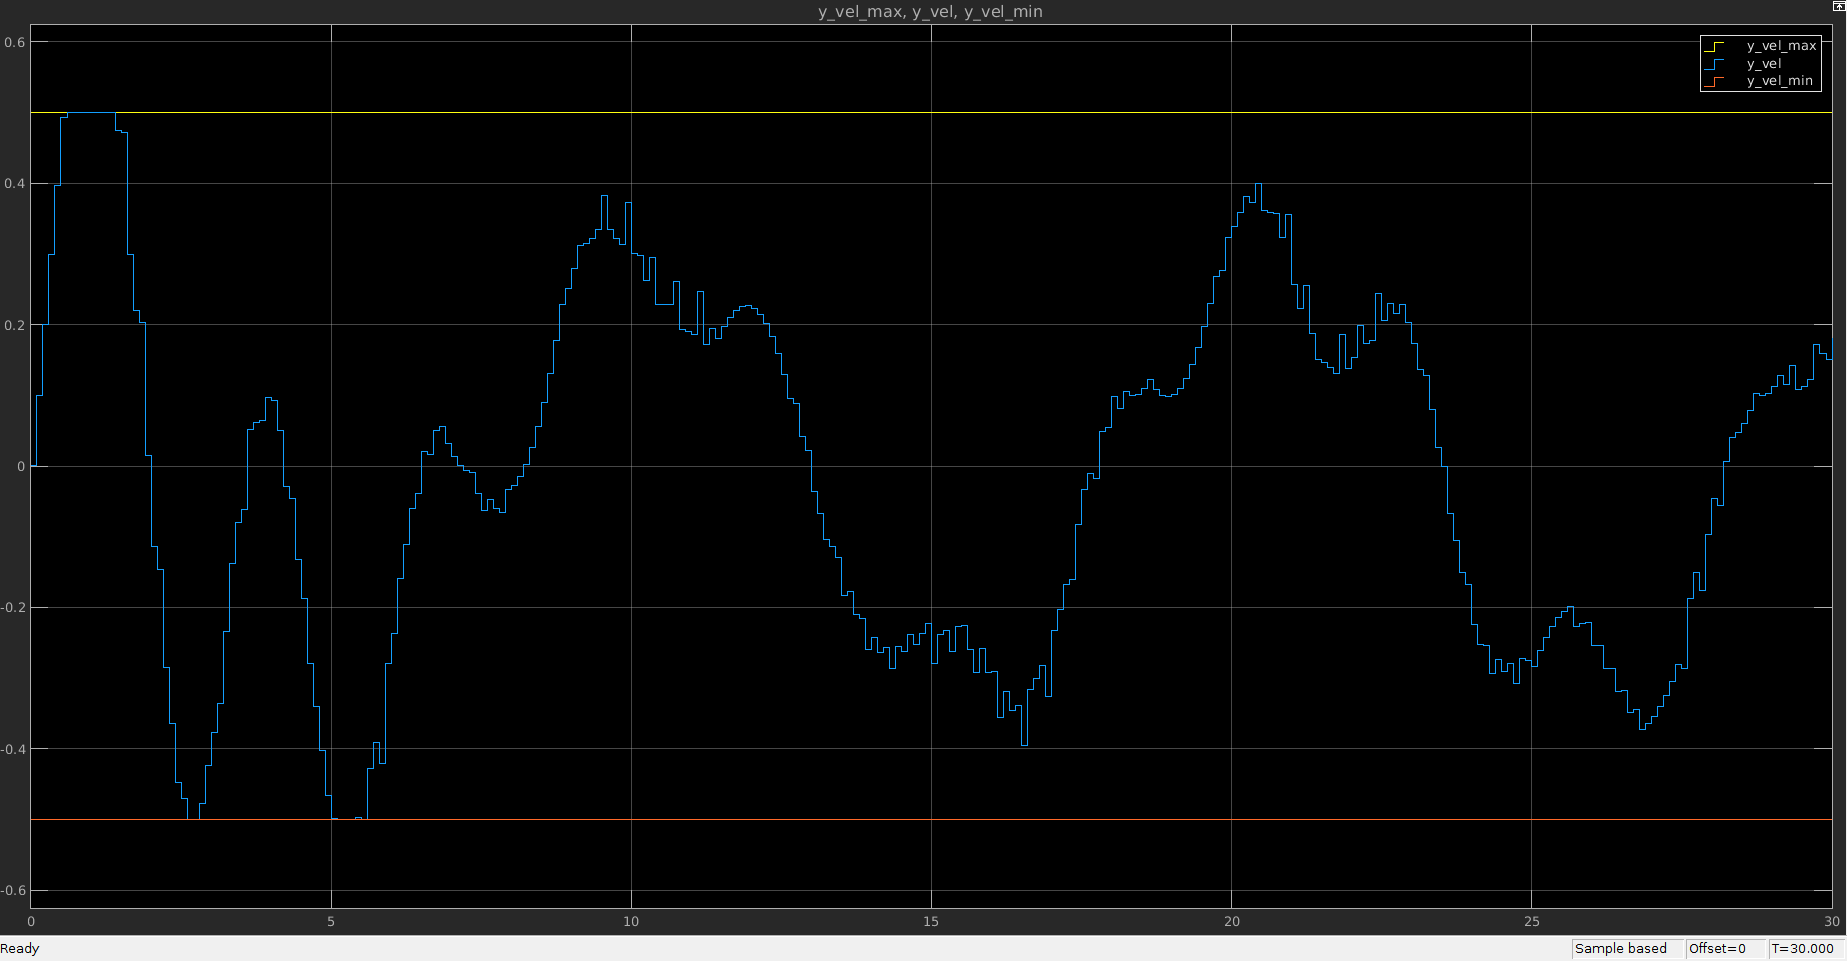 y_vel_max, y_vel, y_vel_min
y_vel_max
y_vel
y_vel_min
0.6
0.4
0.2
0
-0.2
-0.4
-0.6
0 5 10 15 20 25 30
Ready
Sample based Offset=0 T=30.000